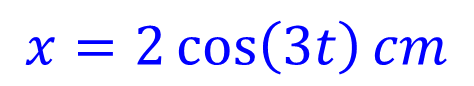 x = 2 cos(3t) cm